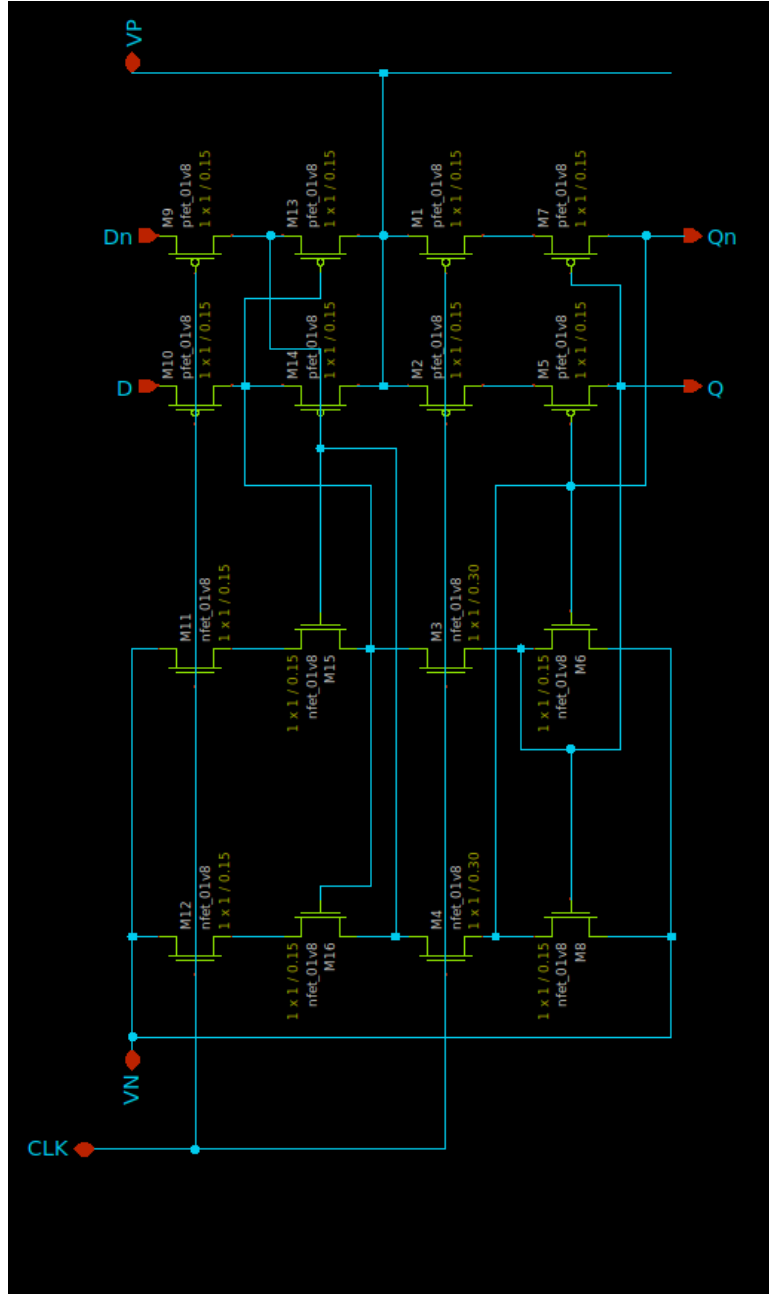 VP
M9
pfet_01v8
1 x 1 / 0.15
M13
pfet_01v8
1 x 1 / 0.15
M1
pfet_01v8
1 x 1 / 0.15
M7
pfet_01v8
1 x 1 / 0.15
Dn
Qn
M10
pfet_01v8
1 x 1 / 0.15
M14
pfet_01v8
1 x 1 / 0.15
M2
pfet_01v8
1 x 1 / 0.15
M5
pfet_01v8
1 x 1 / 0.15
D
Q
M11
nfet_01v8
1 x 1 / 0.15
1 x 1 / 0.15
nfet_01v8
M15
M3
nfet_01v8
1 x 1 / 0.30
1 x 1 / 0.15
nfet_01v8
M6
M12
nfet_01v8
1 x 1 / 0.15
1 x 1 / 0.15
nfet_01v8
M16
M4
nfet_01v8
1 x 1 / 0.30
1 x 1 / 0.15
nfet_01v8
M8
VN
CLK